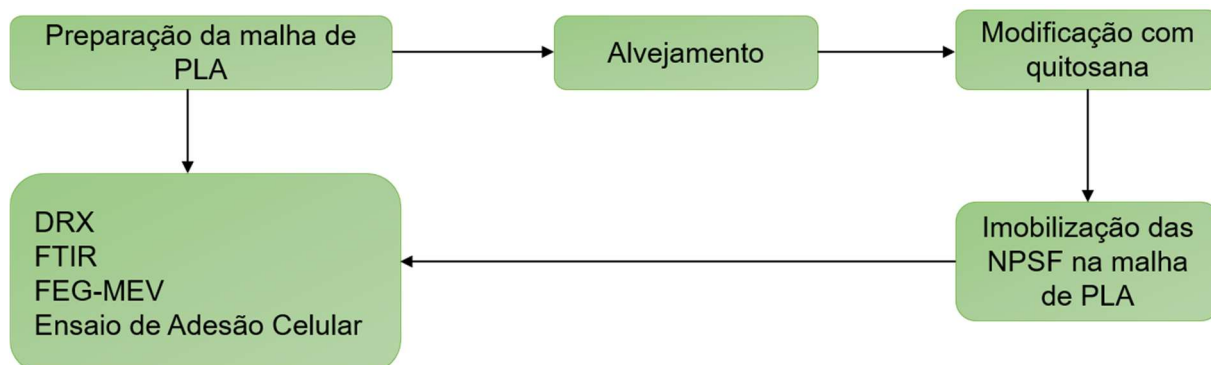 Preparação da malha de
PLA
Alvejamento
Modificação com
quitosana
DRX
FTIR
FEG-MEV
Ensaio de Adesão Celular
Imobilização das
NPSF na malha
de PLA